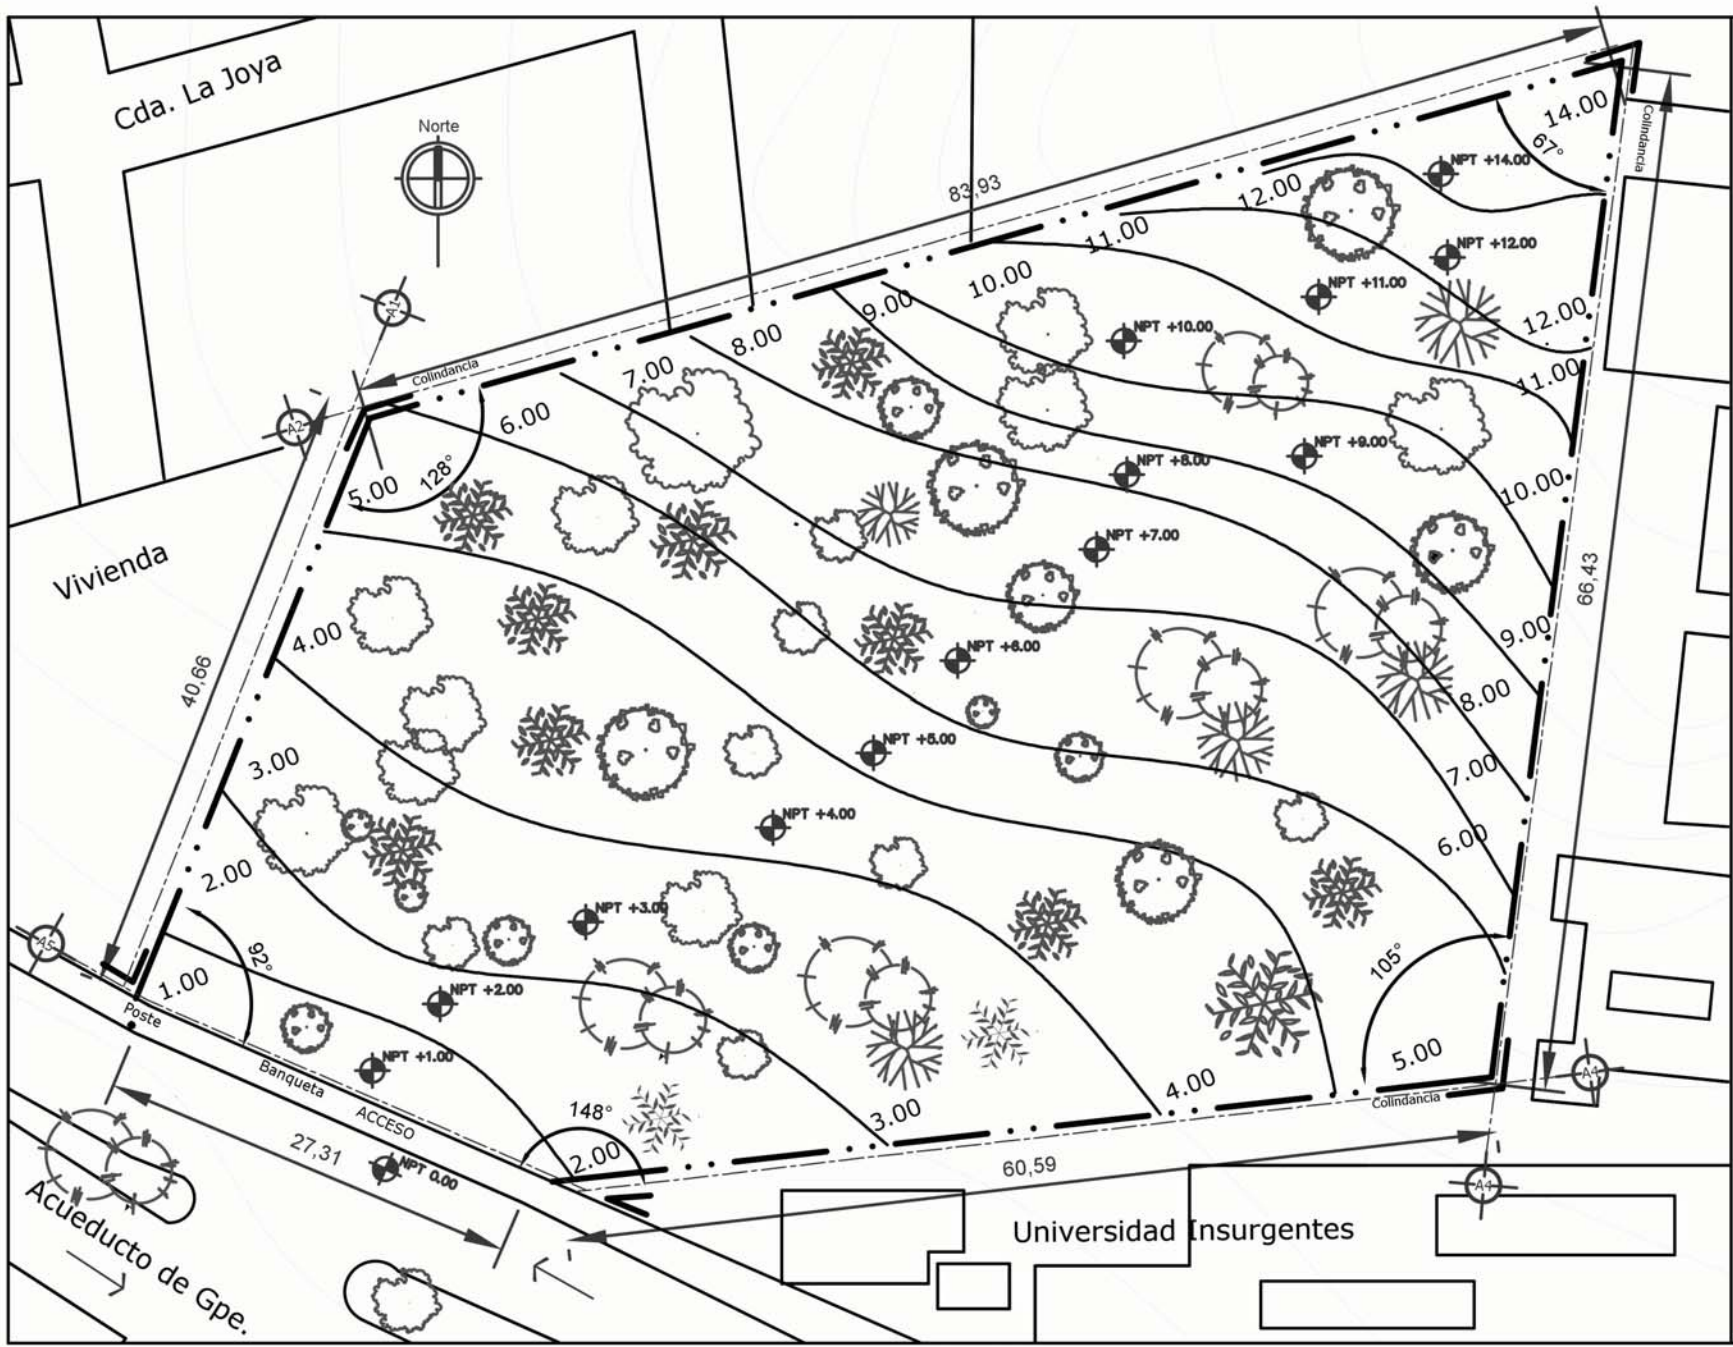 Cda. La Joya
Norte
A1
A2
Colindancia
83,93
14.00
67°
Colindancia
NPT +14.00
12.00
NPT +12.00
11.00
NPT +11.00
10.00
9.00
NPT +10.00
12.00
8.00
11.00
7.00
6.00
NPT +9.00
NPT +8.00
5.00
128°
10.00
NPT +7.00
66,43
Vivienda
4.00
9.00
NPT +6.00
40,66
8.00
NPT +5.00
3.00
7.00
NPT +4.00
6.00
2.00
NPT +3.00
A5
92°
105°
1.00
NPT +2.00
Poste
NPT +1.00
5.00
A4
Banqueta
4.00
Colindancia
ACCESO
148°
3.00
27,31
2.00
60,59
NPT 0.00
A4
Acueducto de Gpe.
Universidad Insurgentes